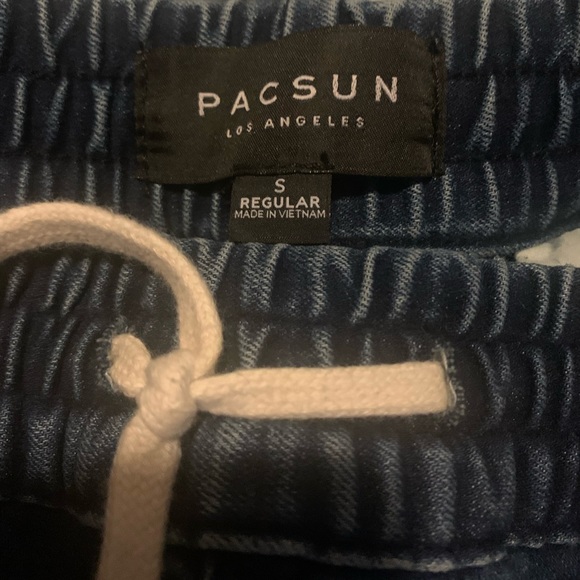 PACSUN
LOS ANGELES
S
REGULAR
MADE IN VIETNAM